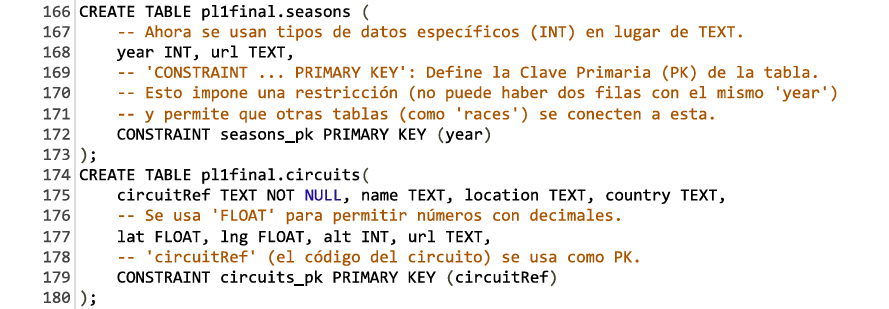 166 CREATE TABLE pl1final.seasons (
167 -- Ahora se usan tipos de datos específicos (INT) en lugar de TEXT.
168 year INT, url TEXT,
169 -- 'CONSTRAINT ... PRIMARY KEY': Define la Clave Primaria (PK) de la tabla.
170 -- Esto impone una restricción (no puede haber dos filas con el mismo 'year')
171 -- y permite que otras tablas (como 'races') se conecten a esta.
172 CONSTRAINT seasons_pk PRIMARY KEY (year)
173 );
174 CREATE TABLE pl1final.circuits(
175 circuitRef TEXT NOT NULL, name TEXT, location TEXT, country TEXT,
176 -- Se usa 'FLOAT' para permitir números con decimales.
177 lat FLOAT, lng FLOAT, alt INT, url TEXT,
178 -- 'circuitRef' (el código del circuito) se usa como PK.
179 CONSTRAINT circuits_pk PRIMARY KEY (circuitRef)
180 );